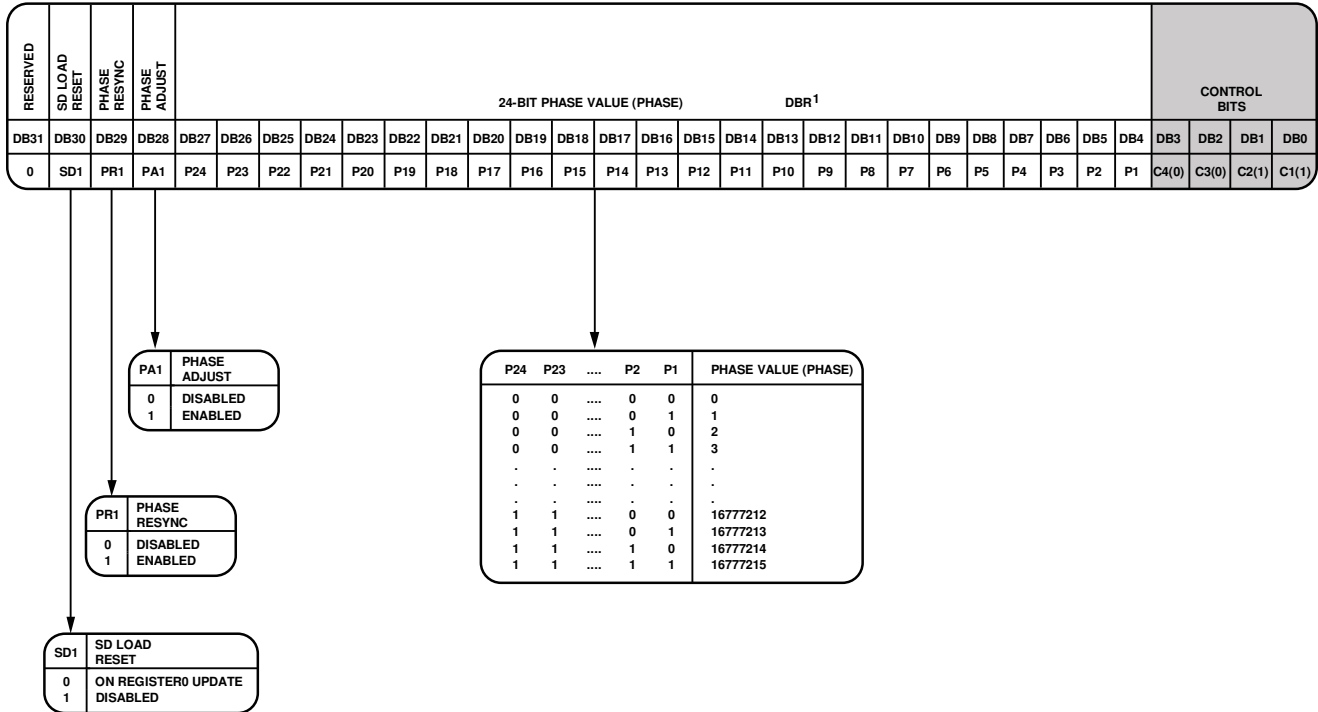 RESERVED
SD LOAD
RESET
PHASE
RESYNC
PHASE
ADJUST
24-BIT PHASE VALUE (PHASE) DBR1
CONTROL
BITS
DB31 DB30 DB29 DB28 DB27 DB26 DB25 DB24 DB23 DB22 DB21 DB20 DB19 DB18 DB17 DB16 DB15 DB14 DB13 DB12 DB11 DB10 DB9 DB8 DB7 DB6 DB5 DB4 DB3 DB2 DB1 DB0
0 SD1 PR1 PA1 P24 P23 P22 P21 P20 P19 P18 P17 P16 P15 P14 P13 P12 P11 P10 P9 P8 P7 P6 P5 P4 P3 P2 P1 C4(0) C3(0) C2(1) C1(1)
PA1 PHASE
ADJUST
0 DISABLED
1 ENABLED
P24 P23 .... P2 P1 PHASE VALUE (PHASE)
0 0 .... 0 0 0
0 0 .... 0 1 1
0 0 .... 1 0 2
0 0 .... 1 1 3
. . .... . . .
. . .... . . .
. . .... . . .
1 1 .... 0 0 16777212
1 1 .... 0 1 16777213
1 1 .... 1 0 16777214
1 1 .... 1 1 16777215
PR1 PHASE
RESYNC
0 DISABLED
1 ENABLED
SD1 SD LOAD
RESET
0 ON REGISTER0 UPDATE
1 DISABLED